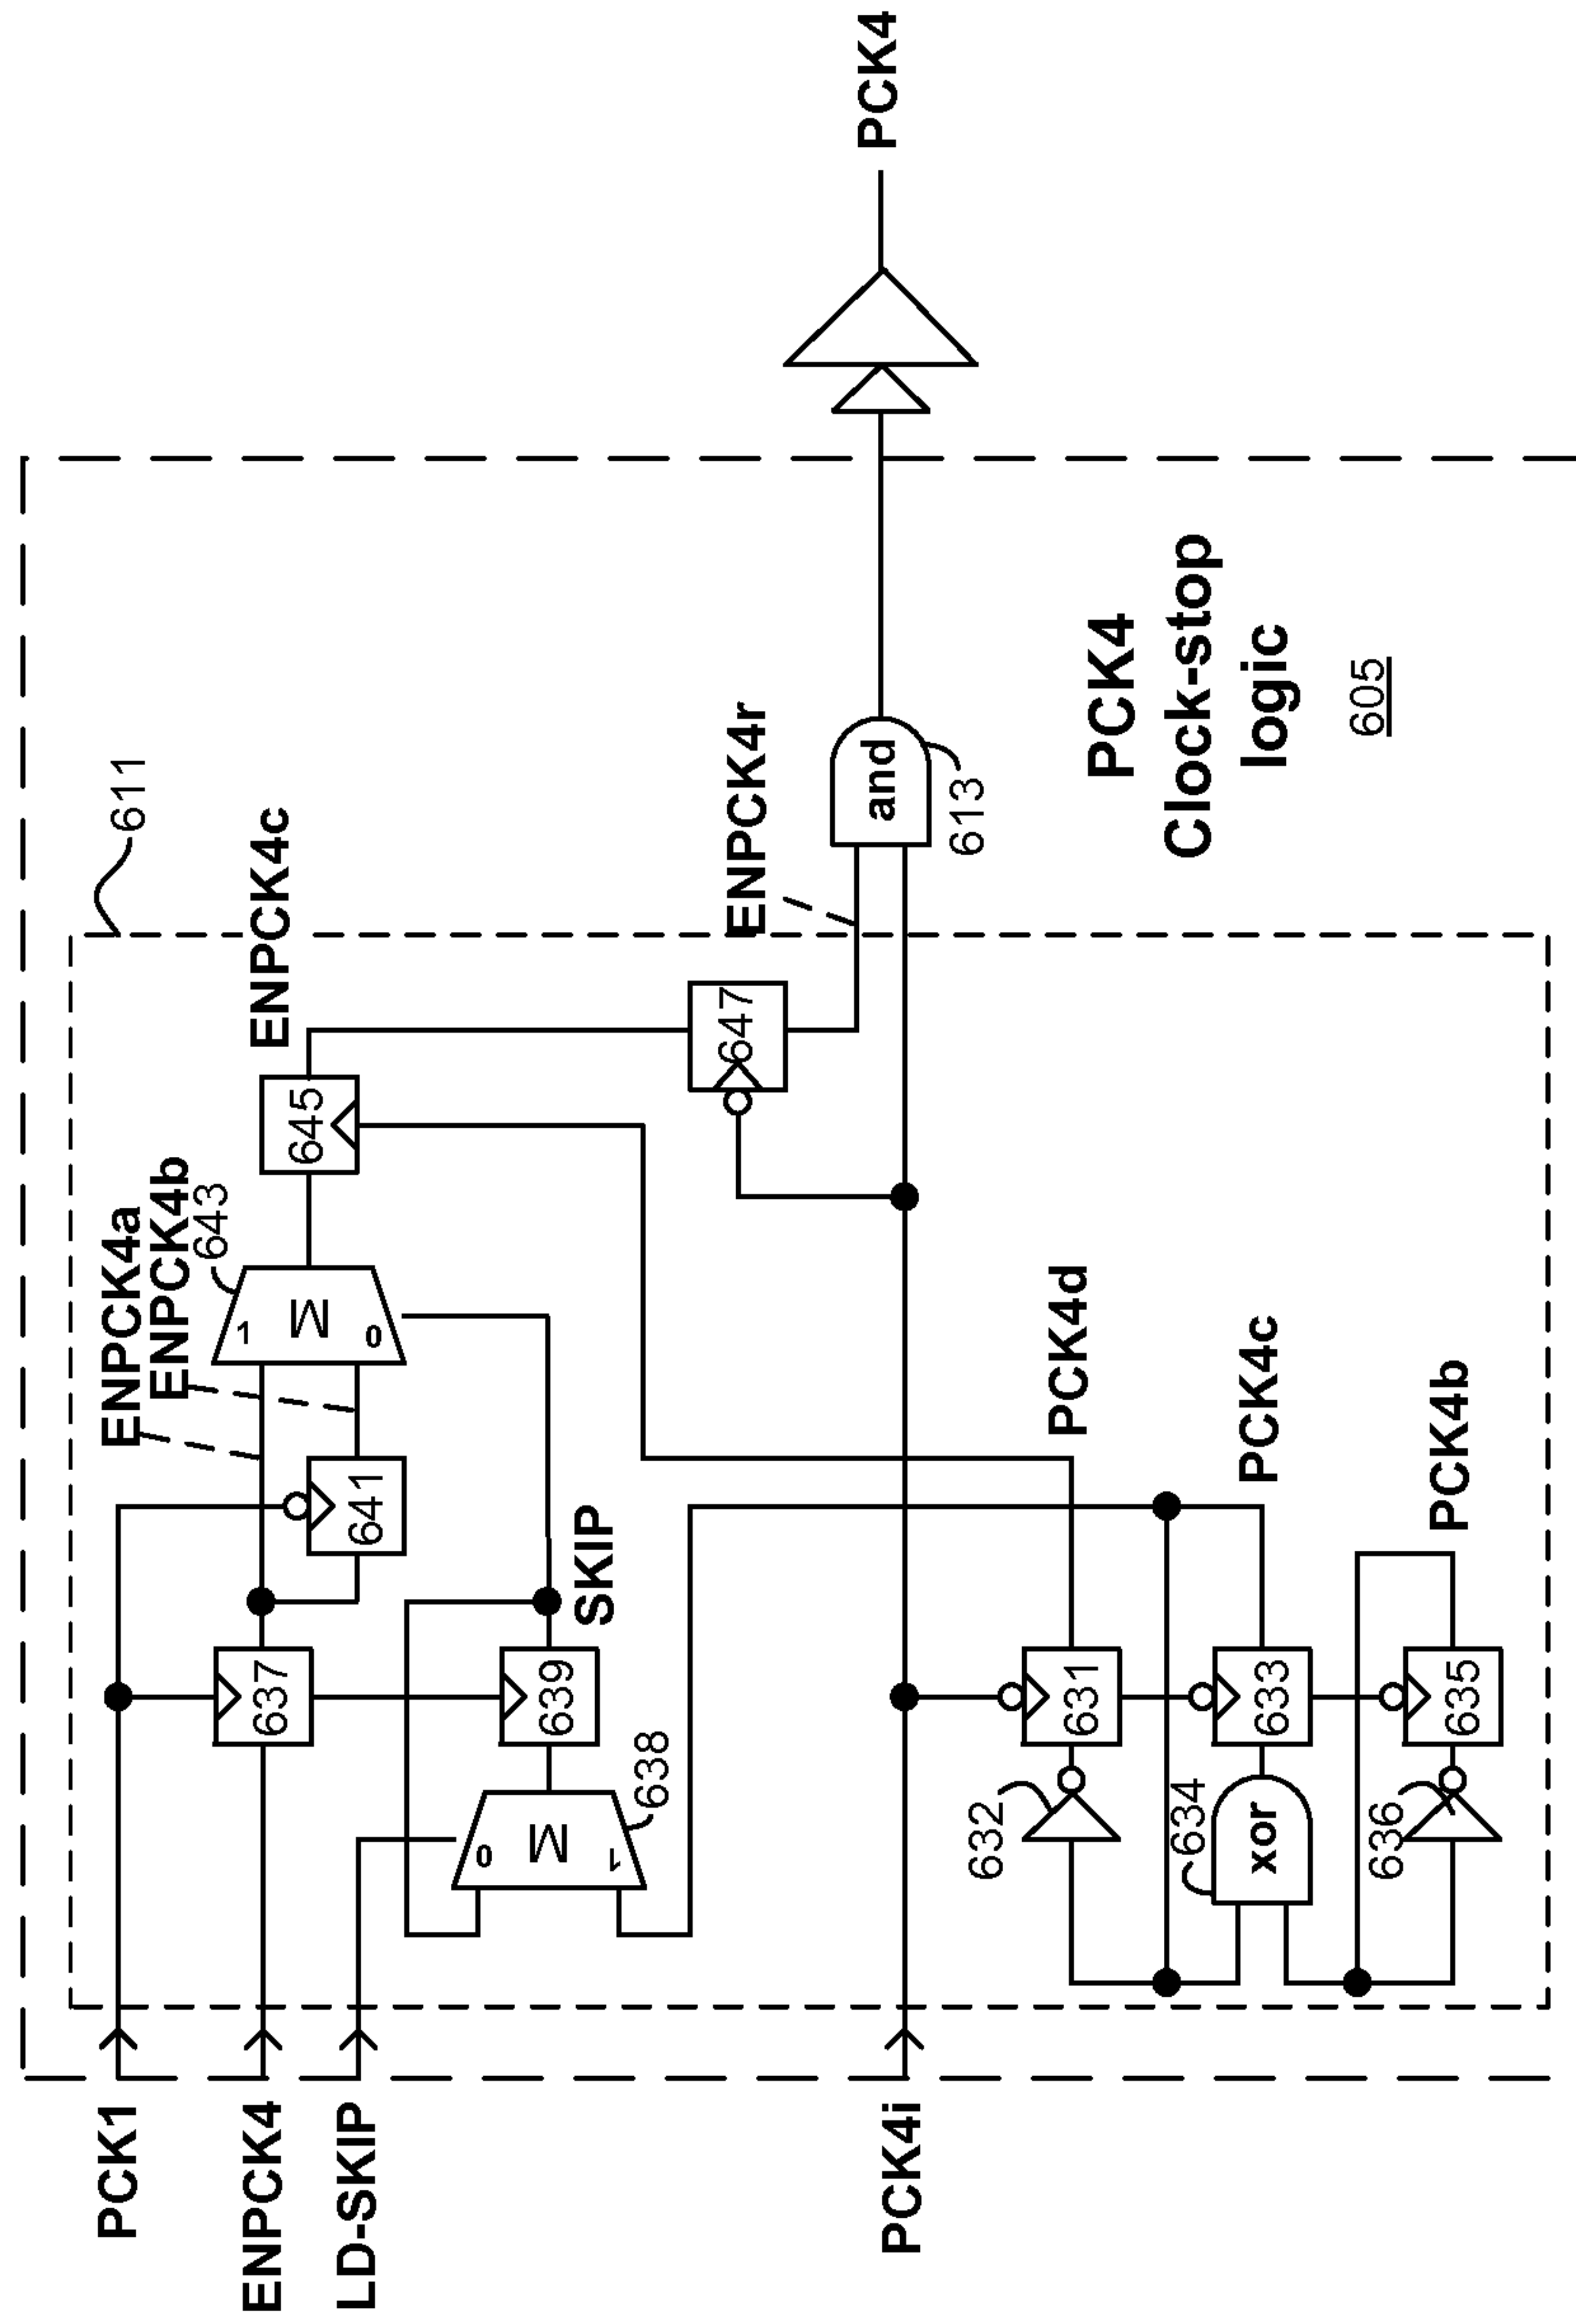 PCK1
ENPCK4
LD-SKIP
PCK4i
611
ENPCK4a
ENPCK4b
643
1
M
0
ENPCK4c
645
641
637
639
SKIP
0
M
1
638
647
ENPCK4r
and
613
PCK4
PCK4d
631
632
PCK4c
633
634
xor
PCK4b
635
636
PCK4
Clock-stop
logic
605